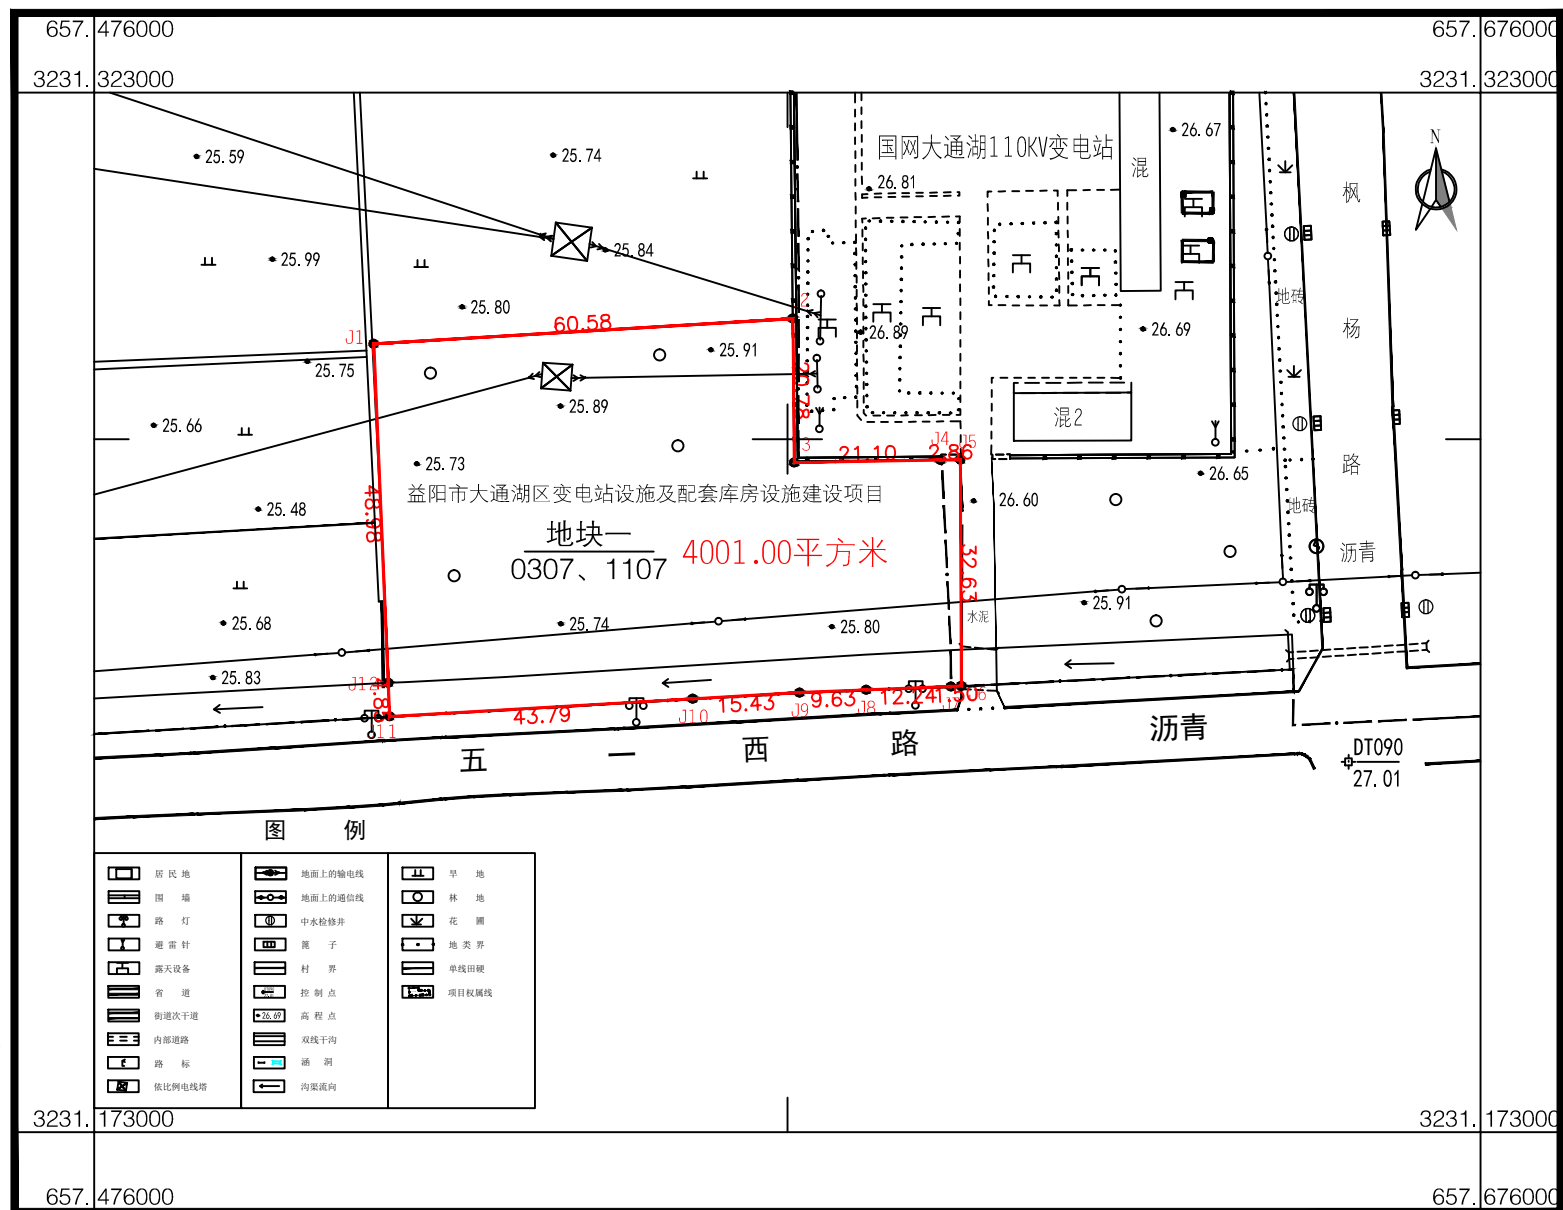 657. 476000
657. 676000
3231. 323000
3231. 323000
国网大通湖110KV变电站
混
26.67
25.59
25.74
26.81
枫
N
25.84
25.99
25.80
地砖
2
60.58
26.89
26.69
杨
J1
25.91
25.75
20.78
25.89
混2
25.66
3
21.10
J4
2.86
J5
路
25.73
26.65
益阳市大通湖区变电站设施及配套库房设施建设项目
48.98
25.48
26.60
地砖
地块一
0307、1107
4001.00平方米
沥青
32.63
25.91
水泥
25.68
25.74
25.80
25.83
J12
43.79
J10
15.43
J9
9.63
J8
12.24
1.50
J6
J11
五一西路
沥青
DT090
27.01
图 例
居 民 地
地面上的输电线
旱 地
围 墙
地面上的通信线
林 地
路 灯
中水检修井
花 圃
避 雷 针
篦 子
地 类 界
露天设备
村 界
单线田硬
省 道
控 制 点
项目权属线
街道次干道
26.69
高 程 点
内部道路
双线干沟
路 标
涵 洞
依比例电线塔
沟渠流向
3231. 173000
3231. 173000
657. 476000
657. 676000